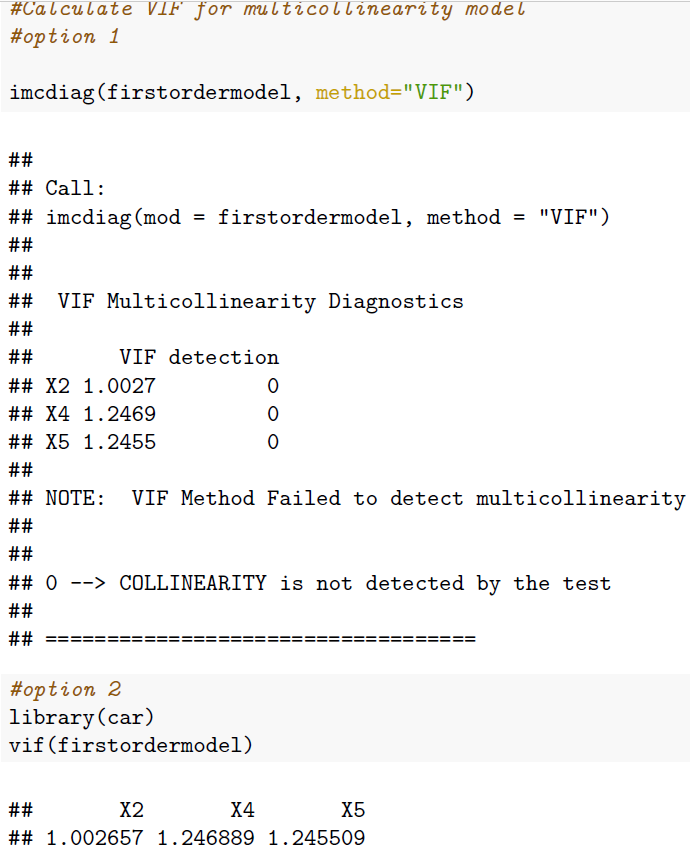 #Calculate VIF for multicollinearity model
#option 1
imcdiag(firstordermodel, method="VIF")
##
## Call:
## imcdiag(mod = firstordermodel, method = "VIF")
##
##
##  VIF Multicollinearity Diagnostics
##
##       VIF detection
## X2 1.0027         0
## X4 1.2469         0
## X5 1.2455         0
##
## NOTE:  VIF Method Failed to detect multicollinearity
##
##
## 0 --> COLLINEARITY is not detected by the test
##
## ===================================
#option 2
library(car)
vif(firstordermodel)
##       X2       X4       X5
## 1.002657 1.246889 1.245509